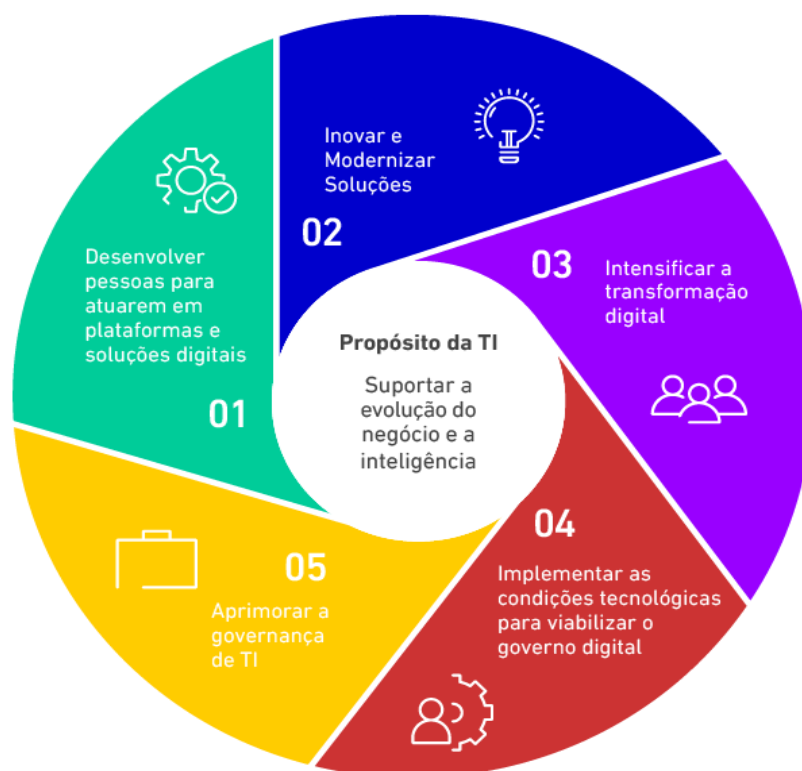 Propósito da TI
Suportar a
evolução do
negócio e a
inteligência
Desenvolver
pessoas para
atuarem em
plataformas e
soluções digitais
01
Inovar e
Modernizar
Soluções
02
03
Intensificar a
transformação
digital
04
Implementar as
condições tecnológicas
para viabilizar o
governo digital
05
Aprimorar a
governança
de TI